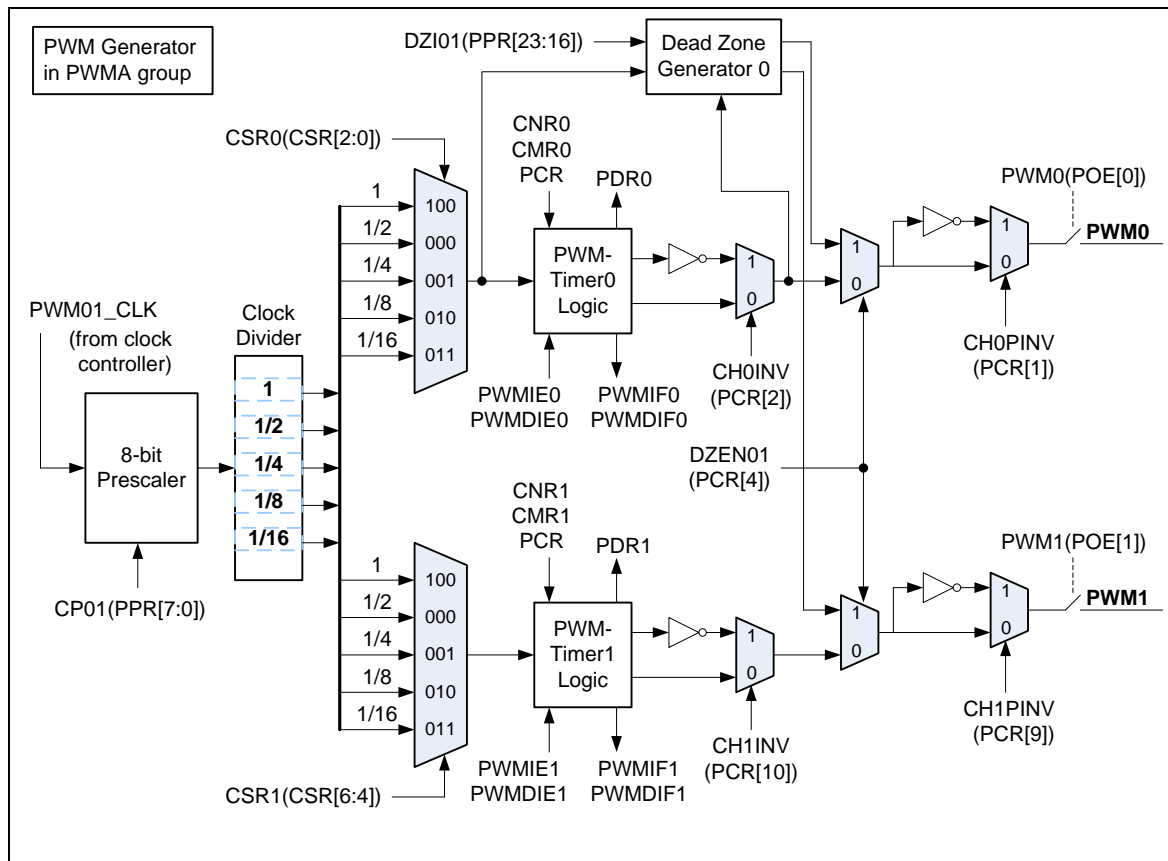 PWM Generator
in PWMA group
DZI01(PPR[23:16])
Dead Zone
Generator 0
CSR0(CSR[2:0])
CNR0
CMR0
PCR
PDR0
PWM0(POE[0])
1
1/2
1/4
1/8
1/16
100
000
001
010
011
PWM-
Timer0
Logic
1
0
1
0
1
0
PWM0
PWM01_CLK
(from clock
controller)
Clock
Divider
PWMIE0
PWMDIE0
PWMIF0
PWMDIF0
CH0INV
(PCR[2])
CH0PINV
(PCR[1])
8-bit
Prescaler
1
1/2
1/4
1/8
1/16
DZEN01
(PCR[4])
CNR1
CMR1
PCR
PDR1
PWM1(POE[1])
CP01(PPR[7:0])
1
1/2
1/4
1/8
1/16
100
000
001
010
011
PWM-
Timer1
Logic
1
0
1
0
1
0
PWM1
CSR1(CSR[6:4])
PWMIE1
PWMDIE1
PWMIF1
PWMDIF1
CH1INV
(PCR[10])
CH1PINV
(PCR[9])